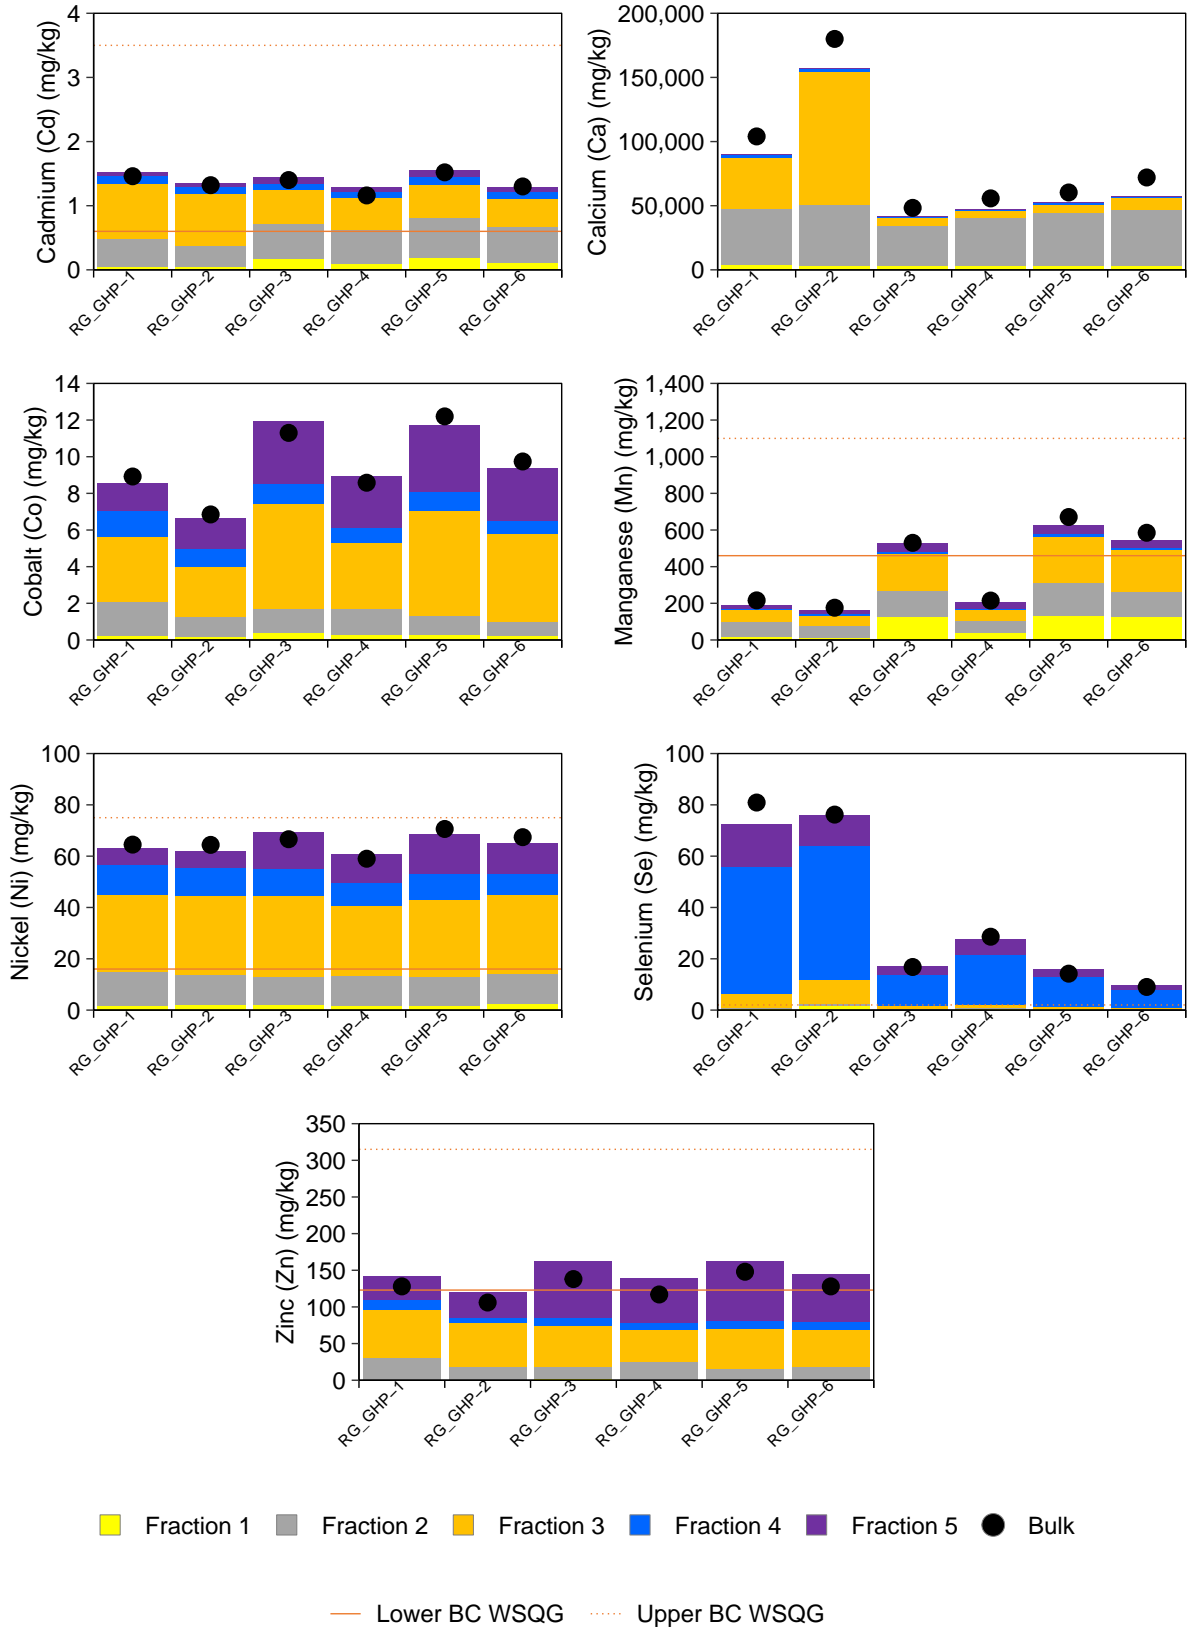 Cadmium (Cd) (mg/kg)
4
3
2
1
0
RG_GHP−1
RG_GHP−2
RG_GHP−3
RG_GHP−4
RG_GHP−5
RG_GHP−6
Calcium (Ca) (mg/kg)
200,000
150,000
100,000
50,000
0
RG_GHP−1
RG_GHP−2
RG_GHP−3
RG_GHP−4
RG_GHP−5
RG_GHP−6
Cobalt (Co) (mg/kg)
14
12
10
8
6
4
2
0
RG_GHP−1
RG_GHP−2
RG_GHP−3
RG_GHP−4
RG_GHP−5
RG_GHP−6
Manganese (Mn) (mg/kg)
1,400
1,200
1,000
800
600
400
200
0
RG_GHP−1
RG_GHP−2
RG_GHP−3
RG_GHP−4
RG_GHP−5
RG_GHP−6
Nickel (Ni) (mg/kg)
100
80
60
40
20
0
RG_GHP−1
RG_GHP−2
RG_GHP−3
RG_GHP−4
RG_GHP−5
RG_GHP−6
Selenium (Se) (mg/kg)
100
80
60
40
20
0
RG_GHP−1
RG_GHP−2
RG_GHP−3
RG_GHP−4
RG_GHP−5
RG_GHP−6
Zinc (Zn) (mg/kg)
350
300
250
200
150
100
50
0
RG_GHP−1
RG_GHP−2
RG_GHP−3
RG_GHP−4
RG_GHP−5
RG_GHP−6
Fraction 1 Fraction 2 Fraction 3 Fraction 4 Fraction 5 Bulk
Lower BC WSQG Upper BC WSQG